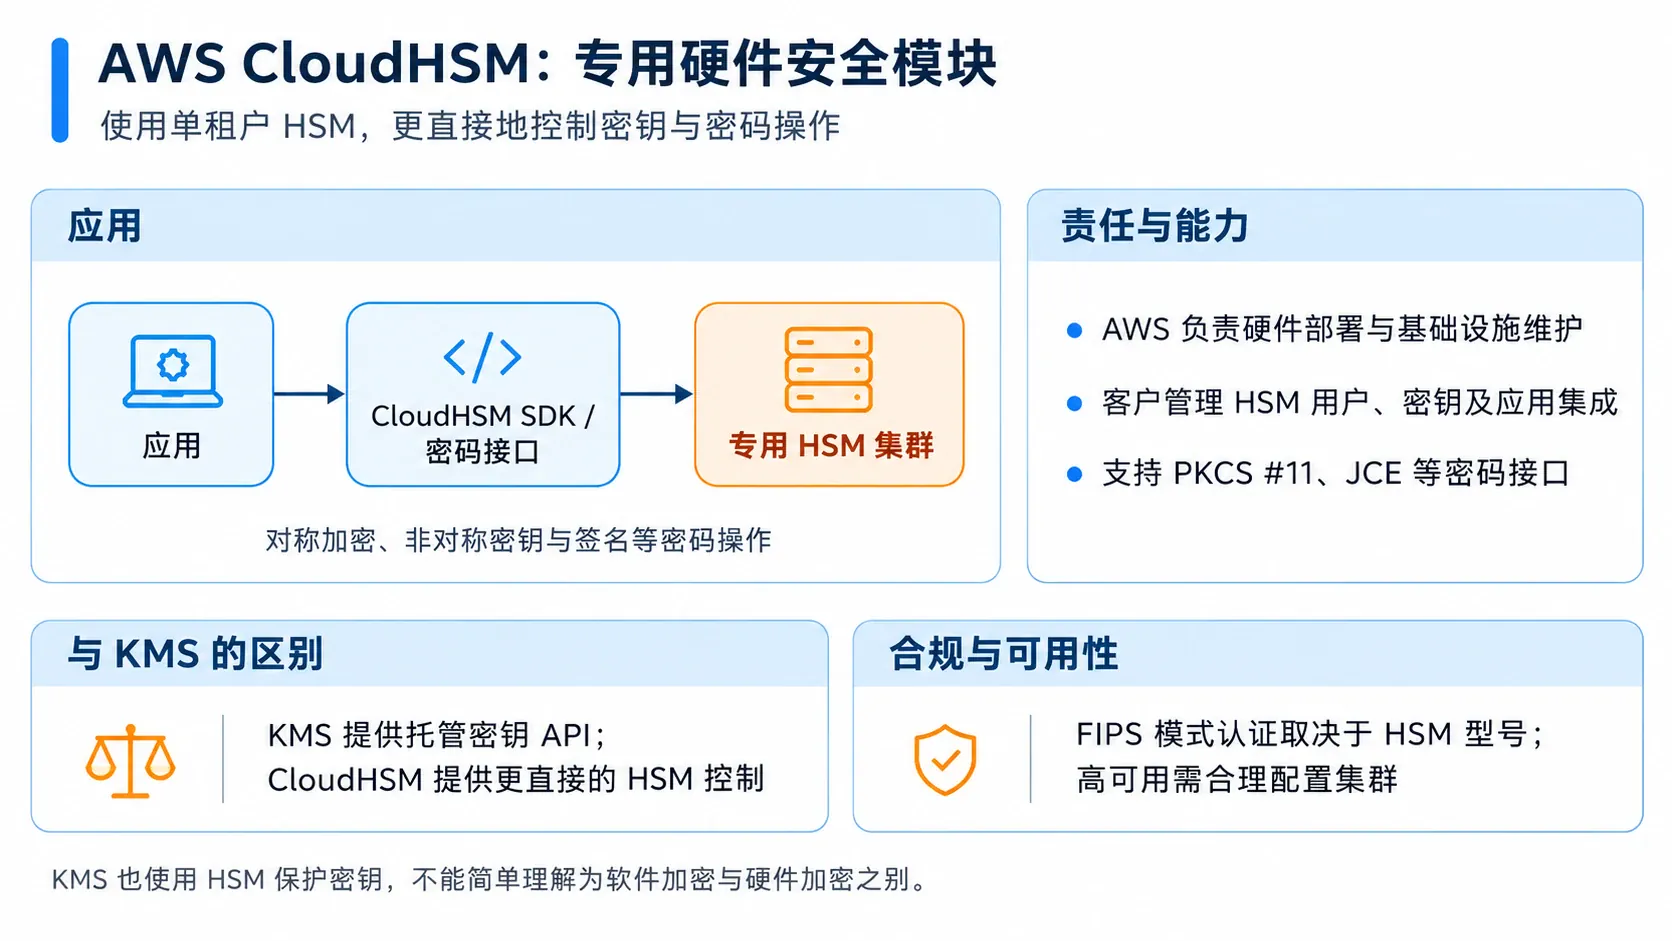 AWS CloudHSM：专用硬件安全模块
使用单租户 HSM，更直接地控制密钥与密码操作
应用
应用
CloudHSM SDK /
密码接口
专用 HSM 集群
对称加密、非对称密钥与签名等密码操作
责任与能力
AWS 负责硬件部署与基础设施维护
客户管理 HSM 用户、密钥及应用集成
支持 PKCS #11、JCE 等密码接口
与 KMS 的区别
KMS 提供托管密钥 API；
CloudHSM 提供更直接的 HSM 控制
合规与可用性
FIPS 模式认证取决于 HSM 型号；
高可用需合理配置集群
KMS 也使用 HSM 保护密钥，不能简单理解为软件加密与硬件加密之别。